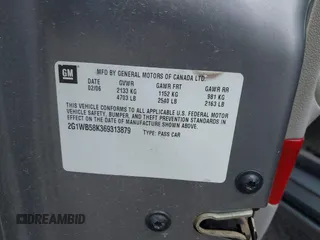 GM
MFD BY GENERAL MOTORS OF CANADA LTD.
DATE GVWR GAWR FRT GAWR RR
02/06 2133 KG 1152 KG 981 KG
4703 LB 2540 LB 2163 LB
THIS VEHICLE CONFORMS TO ALL APPLICABLE U.S. FEDERAL
MOTOR VEHICLE SAFETY, BUMPER, AND THEFT PREVENTION STANDARDS
IN EFFECT ON THE DATE OF MANUFACTURE SHOWN ABOVE.
2G1WB58K369313879 TYPE: PASS CAR
DREAMBID